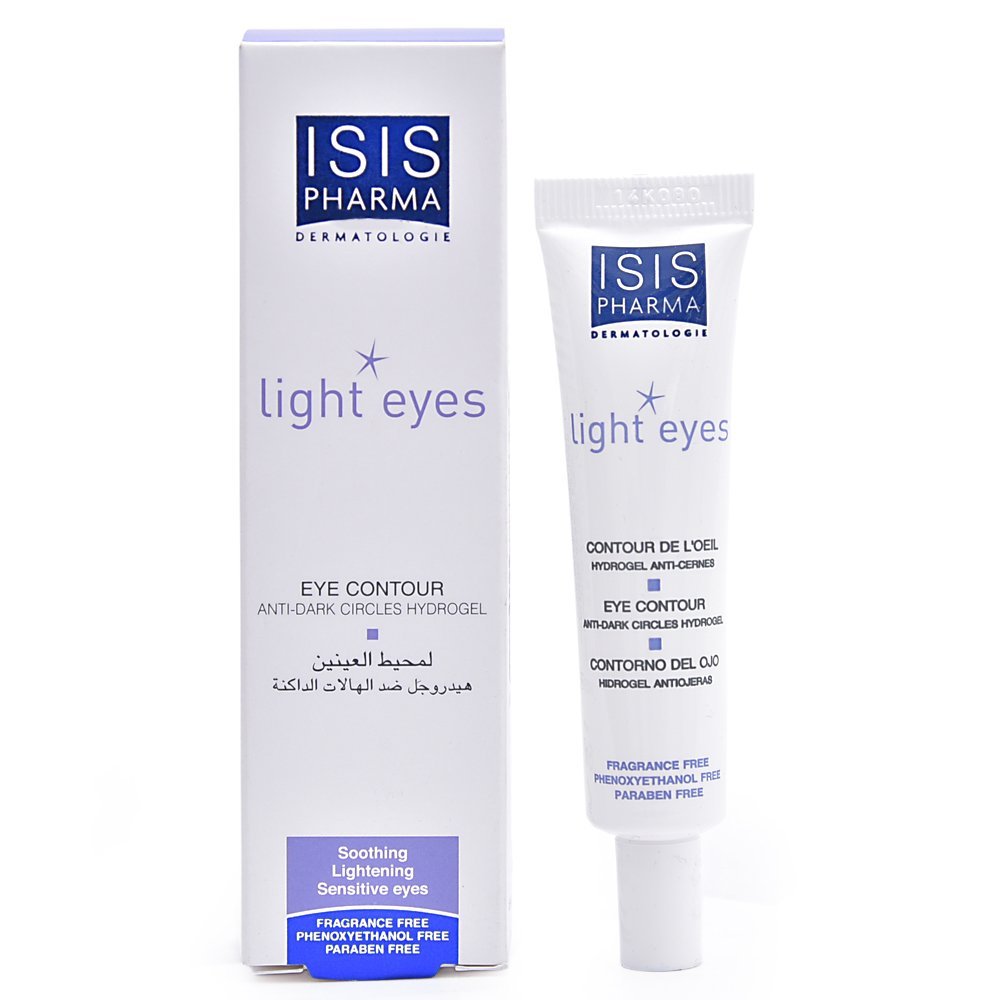 ISIS
PHARMA
DERMATOLOGIE
light eyes
EYE CONTOUR
ANTI-DARK CIRCLES HYDROGEL
لمحيط العينين
هيدروجل ضد الهالات الداكنة
Soothing
Lightening
Sensitive eyes
FRAGRANCE FREE
PHENOXYETHANOL FREE
PARABEN FREE
ISIS
PHARMA
DERMATOLOGIE
light eyes
CONTOUR DE L'OEIL
HYDROGEL ANTI-CERNES
EYE CONTOUR
ANTI-DARK CIRCLES HYDROGEL
CONTORNO DEL OJO
HIDROGEL ANTIOJERAS
FRAGRANCE FREE
PHENOXYETHANOL FREE
PARABEN FREE